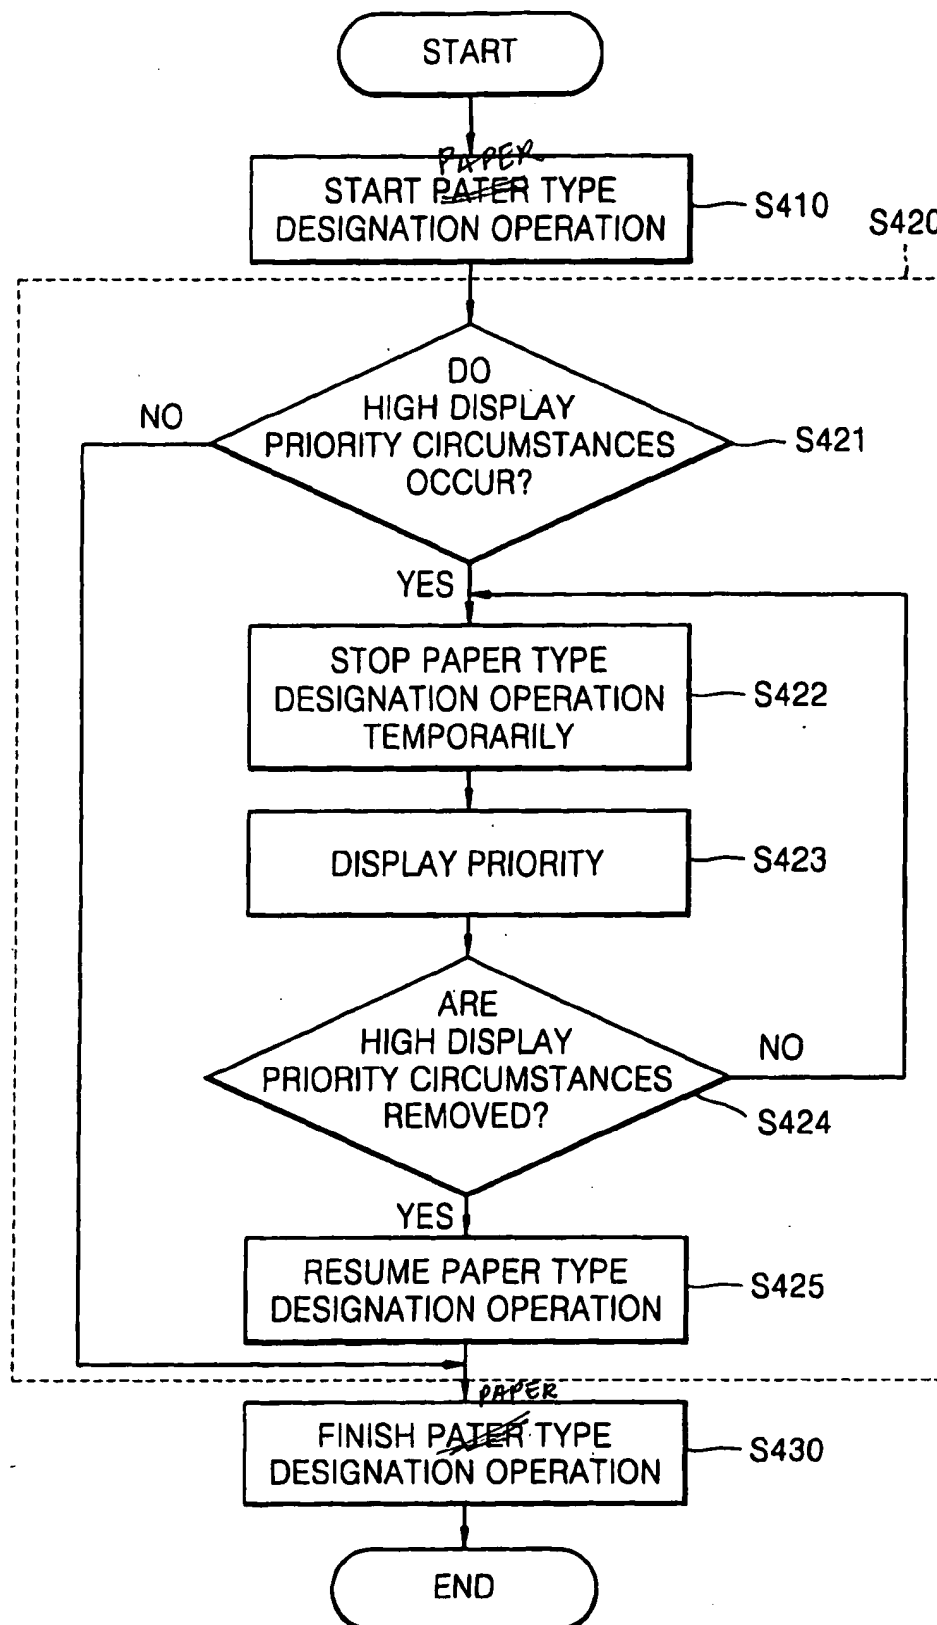 START
PAPER
START PATER TYPE
DESIGNATION OPERATION
S410
S420
DO
HIGH DISPLAY
PRIORITY CIRCUMSTANCES
OCCUR?
NO
S421
YES
STOP PAPER TYPE
DESIGNATION OPERATION
TEMPORARILY
S422
DISPLAY PRIORITY
S423
ARE
HIGH DISPLAY
PRIORITY CIRCUMSTANCES
REMOVED?
NO
S424
YES
RESUME PAPER TYPE
DESIGNATION OPERATION
S425
PAPER
FINISH PATER TYPE
DESIGNATION OPERATION
S430
END